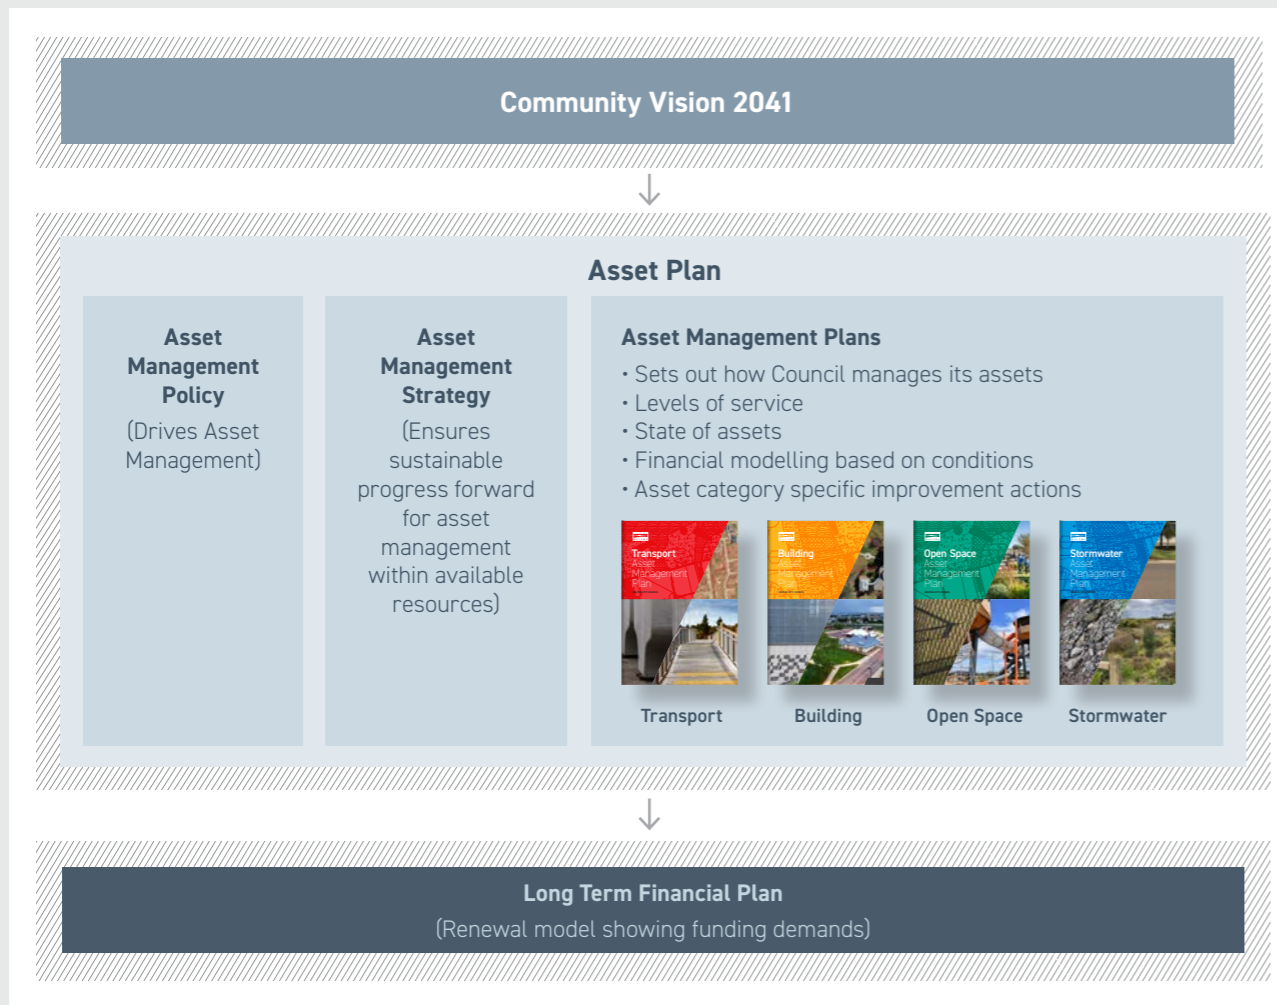 Community Vision 2041
Asset Plan
Asset
Management
Policy
(Drives Asset
Management)
Asset
Management
Strategy
(Ensures
sustainable
progress forward
for asset
management
within available
resources)
Asset Management Plans
• Sets out how Council manages its assets
• Levels of service
• State of assets
• Financial modelling based on conditions
• Asset category specific improvement actions
Transport
Asset
Management
Plan
Building
Asset
Management
Plan
Open Space
Asset
Management
Plan
Stormwater
Asset
Management
Plan
Transport
Building
Open Space
Stormwater
Long Term Financial Plan
(Renewal model showing funding demands)